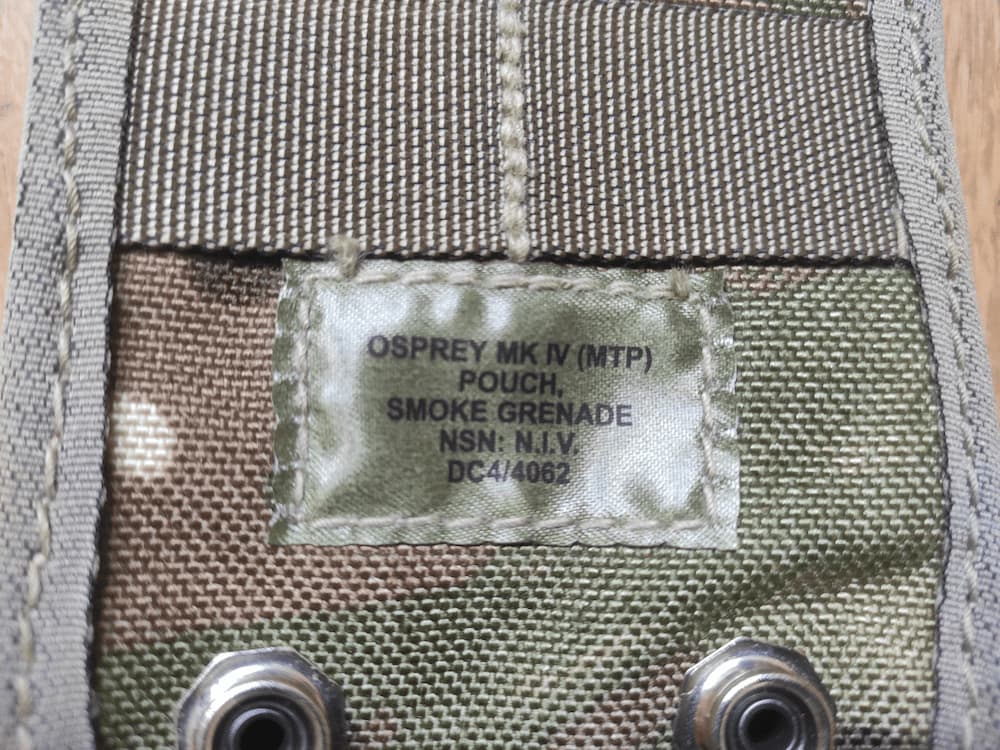 OSPREY MK IV (MTP)
POUCH,
SMOKE GRENADE
NSN: N.I.V.
DC4/4062